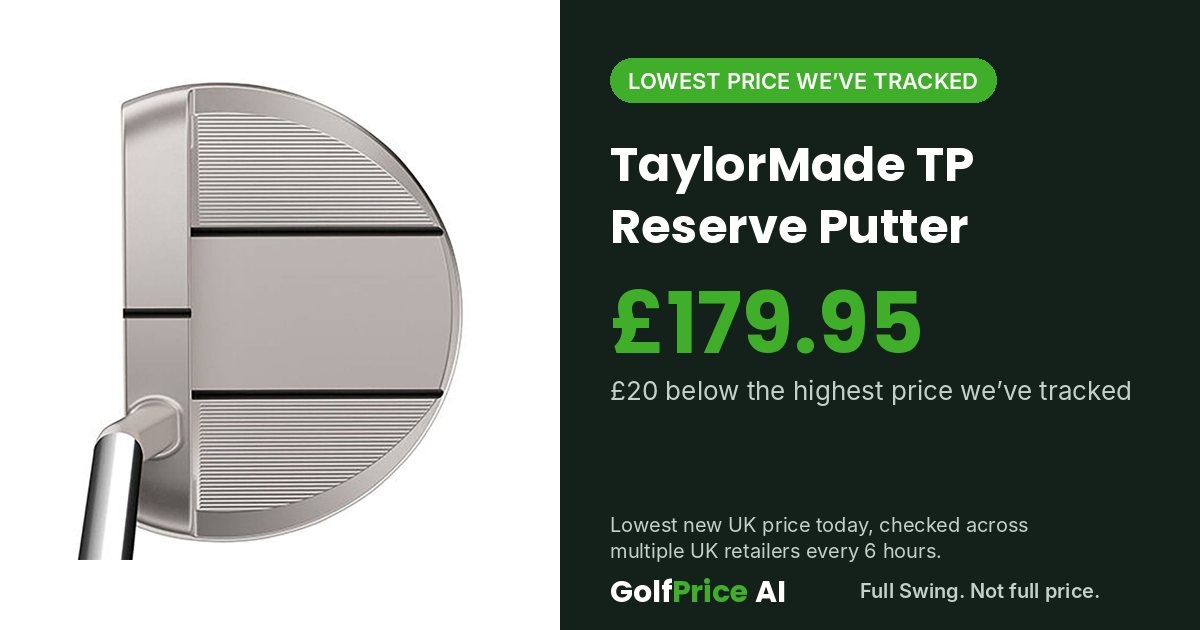 LOWEST PRICE WE’VE TRACKED
TaylorMade TP
Reserve Putter
£179.95
£20 below the highest price we’ve tracked
Lowest new UK price today, checked across
multiple UK retailers every 6 hours.
GolfPrice AI
Full Swing. Not full price.